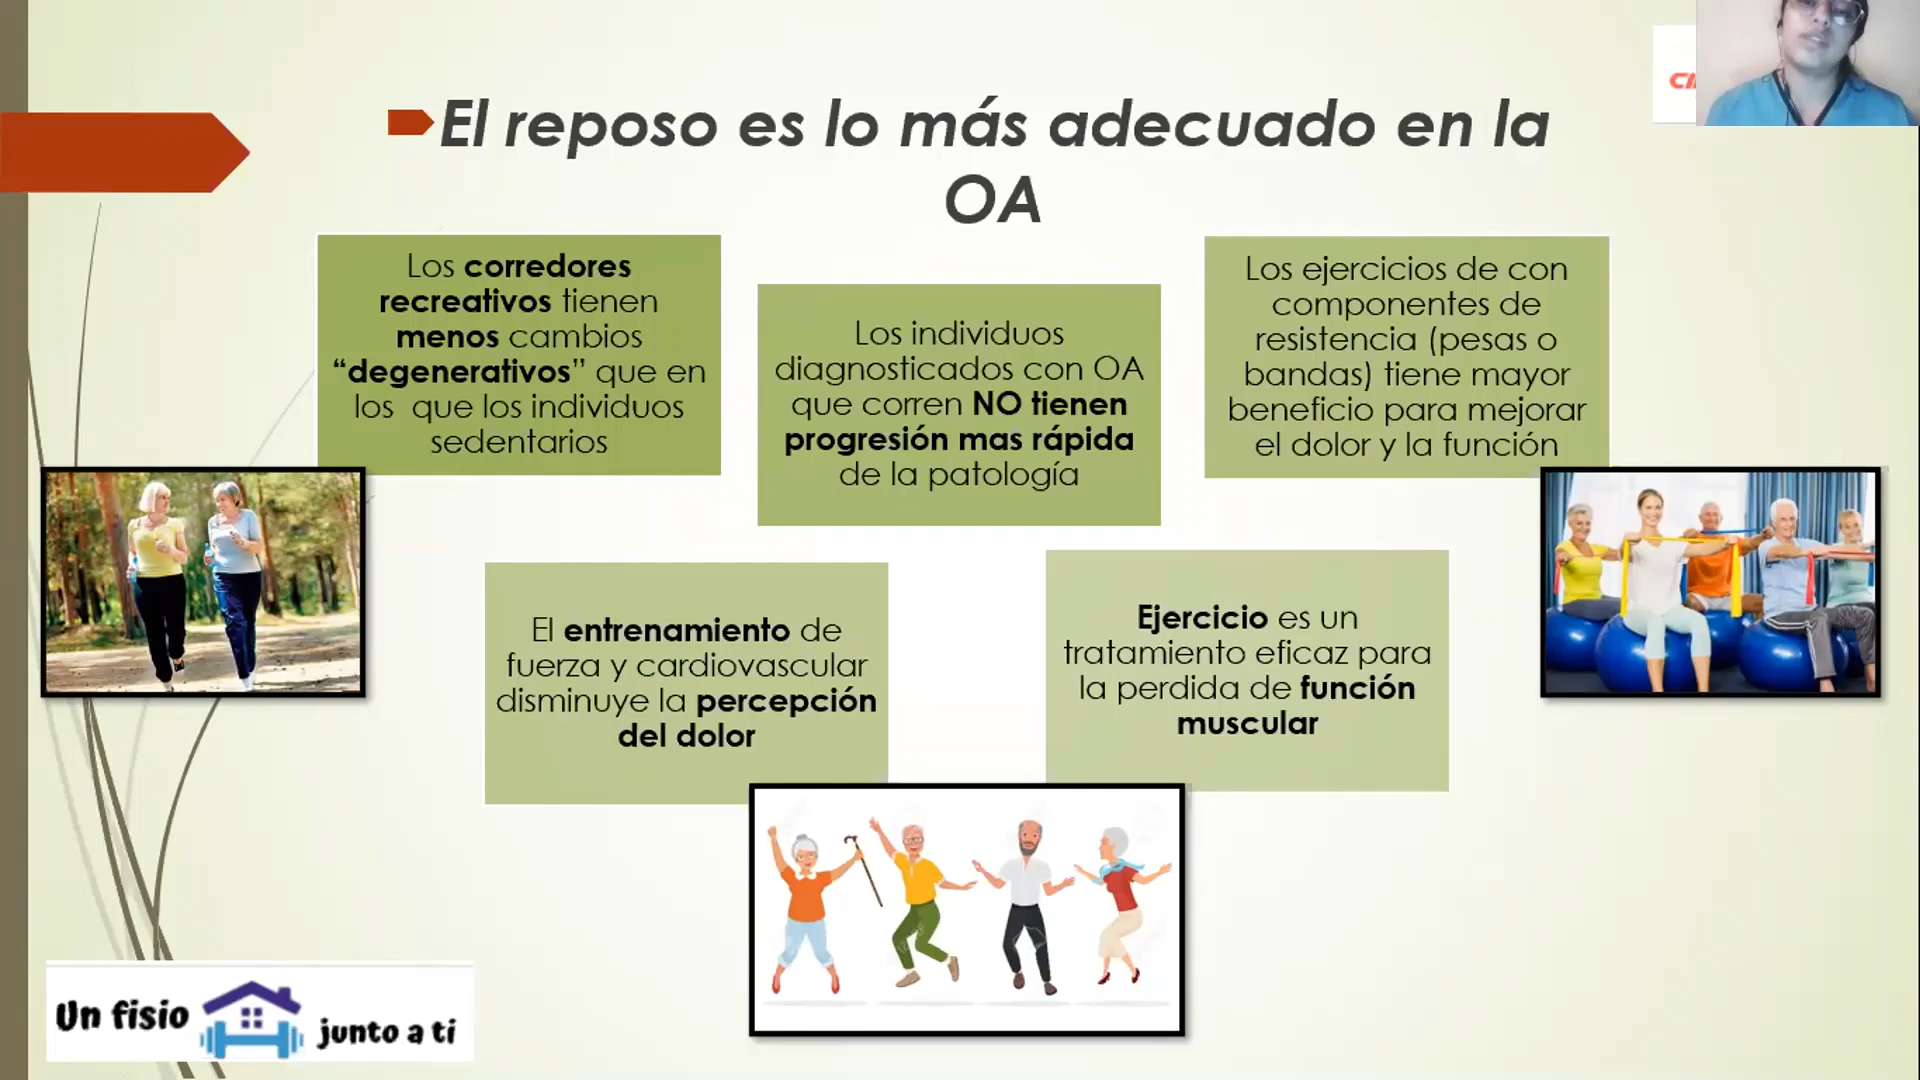 El reposo es lo más adecuado en la
OA
Los corredores
recreativos tienen
menos cambios
“degenerativos” que en
los que los individuos
sedentarios
Los individuos
diagnosticados con OA
que corren NO tienen
progresión mas rápida
de la patología
Los ejercicios de con
componentes de
resistencia (pesas o
bandas) tiene mayor
beneficio para mejorar
el dolor y la función
El entrenamiento de
fuerza y cardiovascular
disminuye la percepción
del dolor
Ejercicio es un
tratamiento eficaz para
la perdida de función
muscular
Un fisio
junto a ti